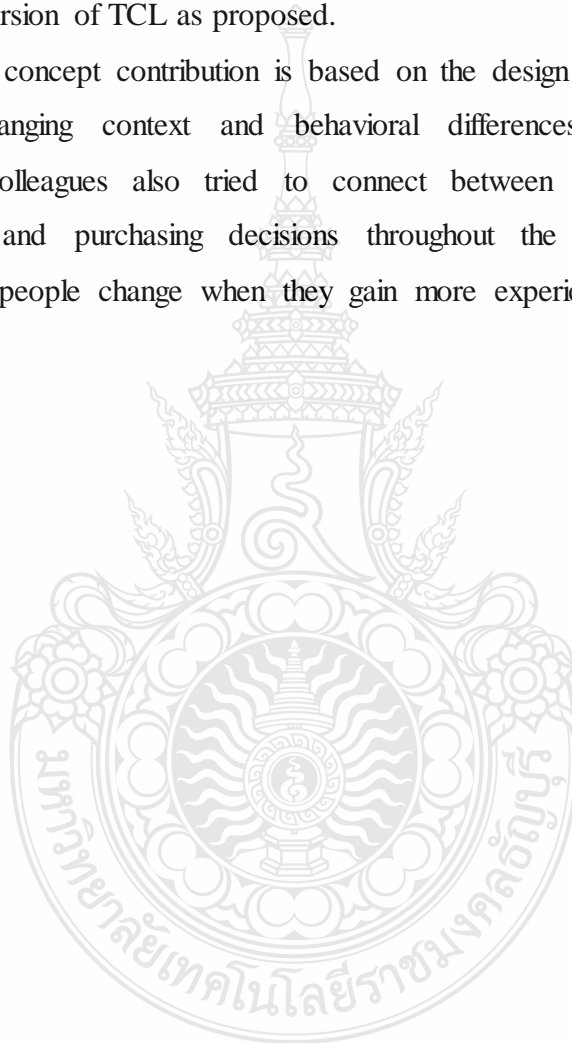 rsion of TCL as proposed.
concept contribution is based on the design
anging context and behavioral differences
olleagues also tried to connect between
and purchasing decisions throughout the
people change when they gain more experie
มหาวิทยาลัยเทคโนโลยีราชมงคลธัญบุรี